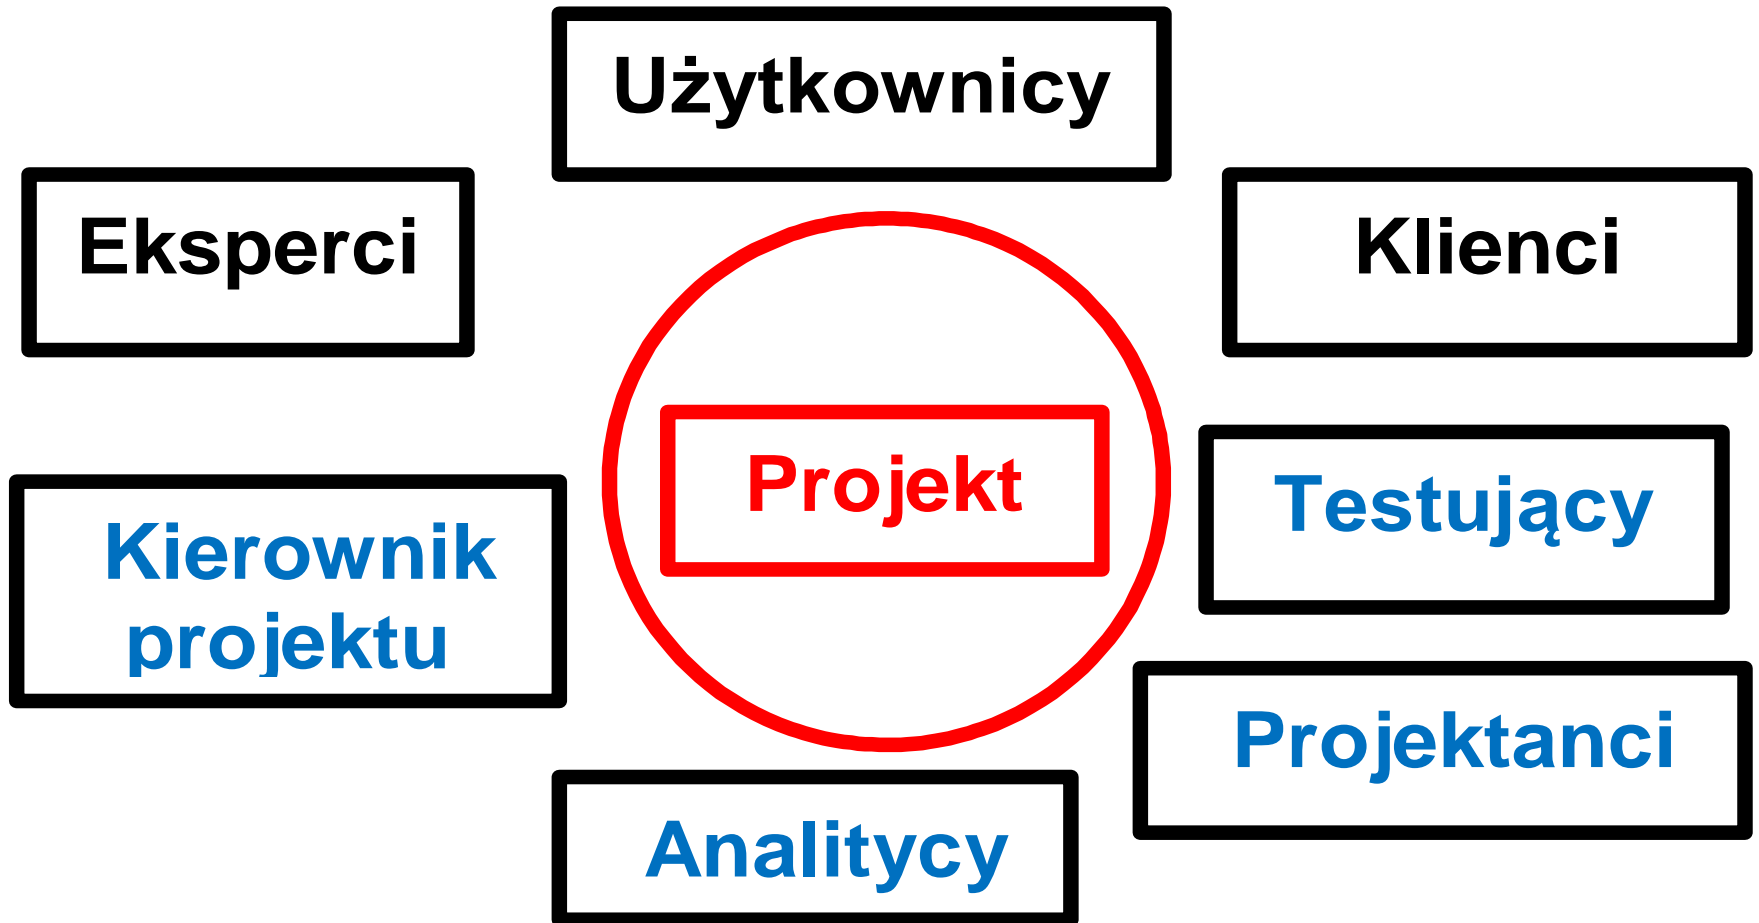 Użytkownicy
Eksperci
Klienci
Projekt
Testujący
Kierownik
projektu
Projektanci
Analitycy